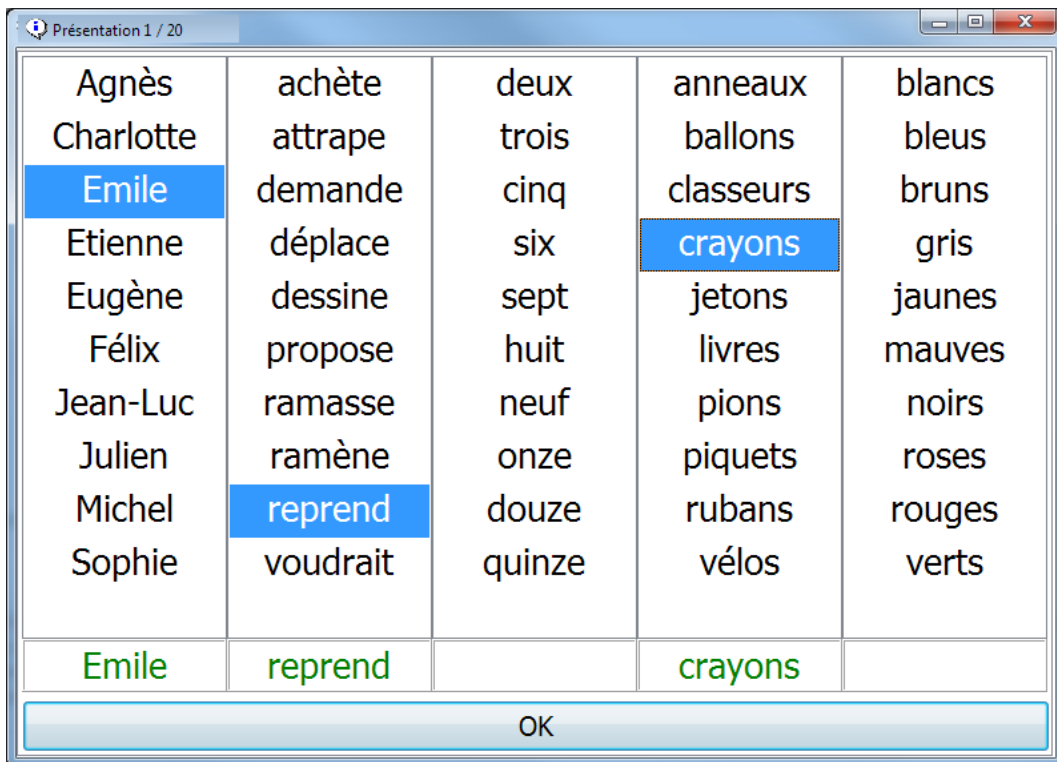 Présentation 1 / 20
Agnès achète deux anneaux blancs
Charlotte attrape trois ballons bleus
Emile demande cinq classeurs bruns
Etienne déplace six crayons gris
Eugène dessine sept jetons jaunes
Félix propose huit livres mauves
Jean-Luc ramasse neuf pions noirs
Julien ramène onze piquets roses
Michel reprend douze rubans rouges
Sophie voudrait quinze vélos verts
Emile reprend crayons
OK